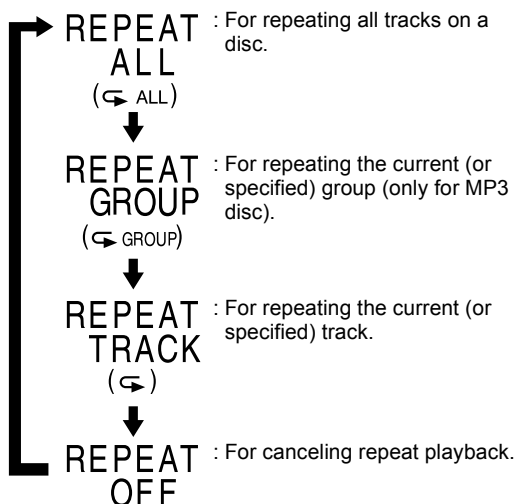 REPEAT : For repeating all tracks on a
ALL disc.
(ALL)
REPEAT : For repeating the current (or
GROUP specified) group (only for MP3
disc).
(GROUP)
REPEAT : For repeating the current (or
TRACK specified) track.
REPEAT : For canceling repeat playback.
OFF